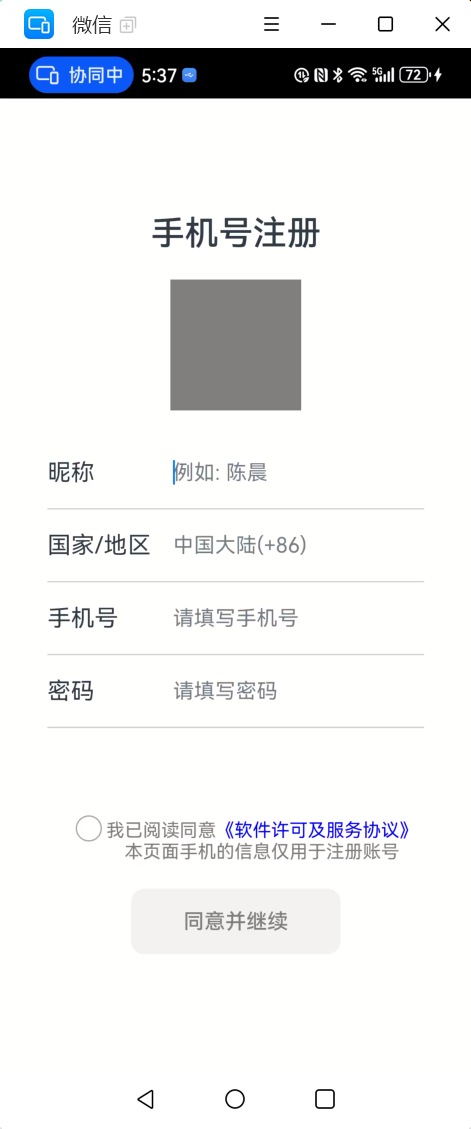 微信
协同中 5:37 5G 72
手机号注册
昵称 例如: 陈晨
国家/地区 中国大陆(+86)
手机号 请填写手机号
密码 请填写密码
我已阅读同意《软件许可及服务协议》
本页面手机的信息仅用于注册账号
同意并继续